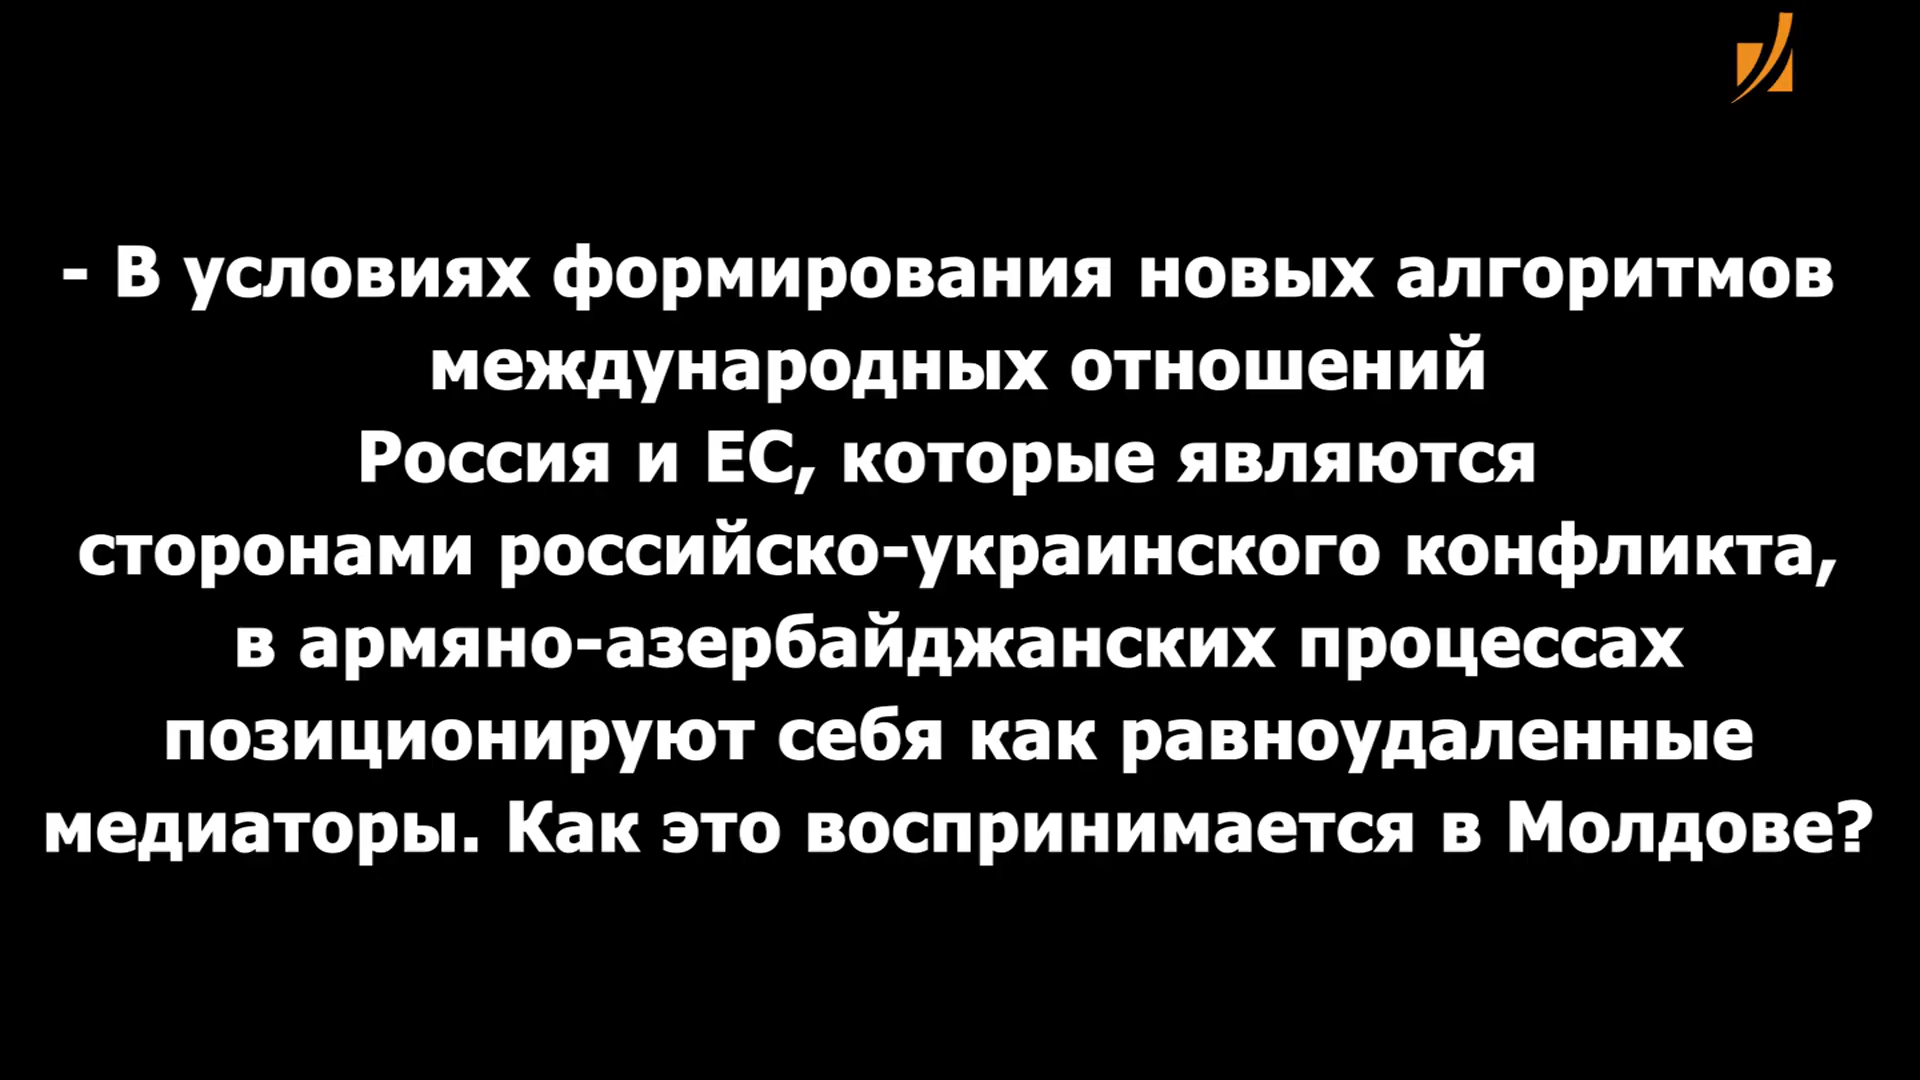 - В условиях формирования новых алгоритмов
международных отношений
Россия и ЕС, которые являются
сторонами российско-украинского конфликта,
в армяно-азербайджанских процессах
позиционируют себя как равноудаленные
медиаторы. Как это воспринимается в Молдове?